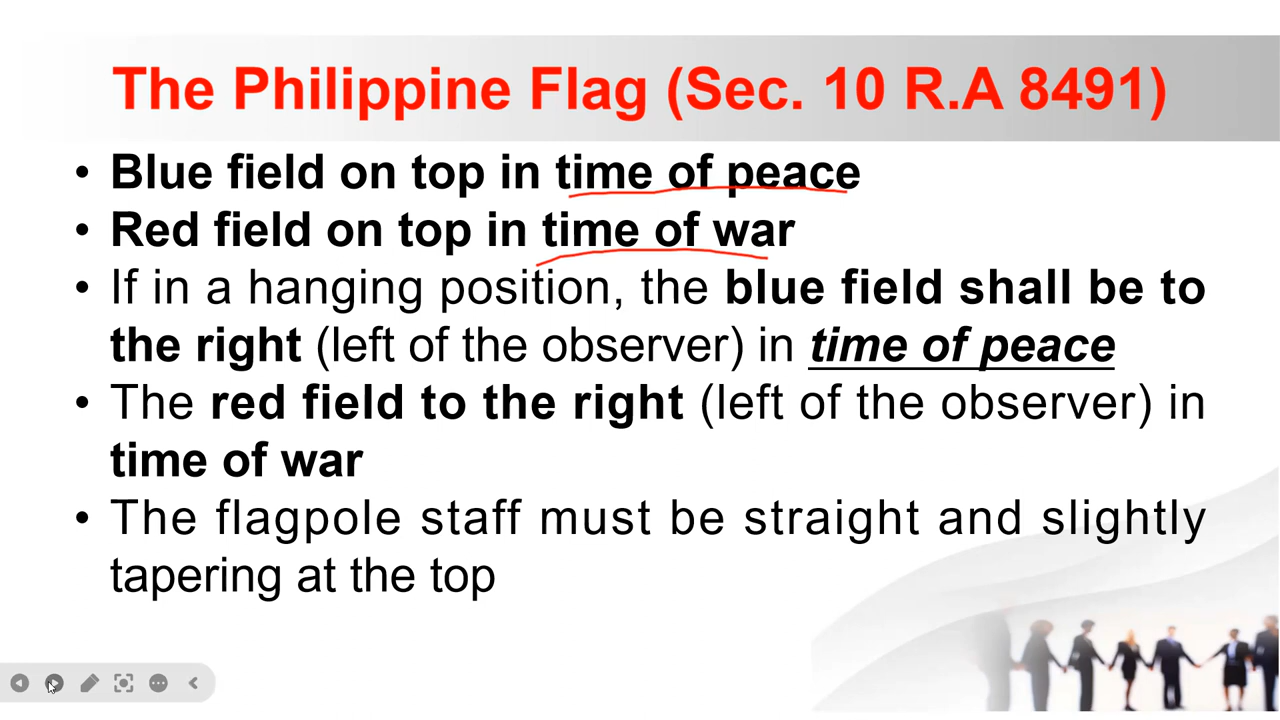 The Philippine Flag (Sec. 10 R.A 8491)
• Blue field on top in time of peace
• Red field on top in time of war
• If in a hanging position, the blue field shall be to
the right (left of the observer) in time of peace
• The red field to the right (left of the observer) in
time of war
• The flagpole staff must be straight and slightly
tapering at the top